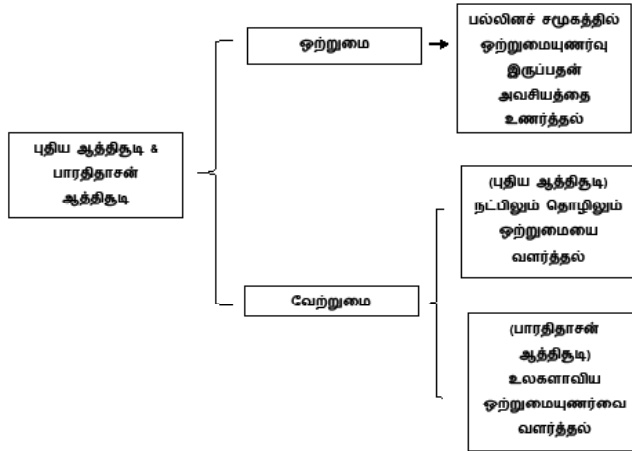 புதிய ஆத்திசூடி &
பாரதிதாசன்
ஆத்திசூடி
ஒற்றுமை
பல்லினச் சமூகத்தில்
ஒற்றுமையுணர்வு
இருப்பதன்
அவசியத்தை
உணர்த்தல்
வேற்றுமை
(புதிய ஆத்திசூடி)
நட்பிலும் தொழிலும்
ஒற்றுமையை
வளர்த்தல்
(பாரதிதாசன்
ஆத்திசூடி)
உலகளாவிய
ஒற்றுமையுணர்வை
வளர்த்தல்